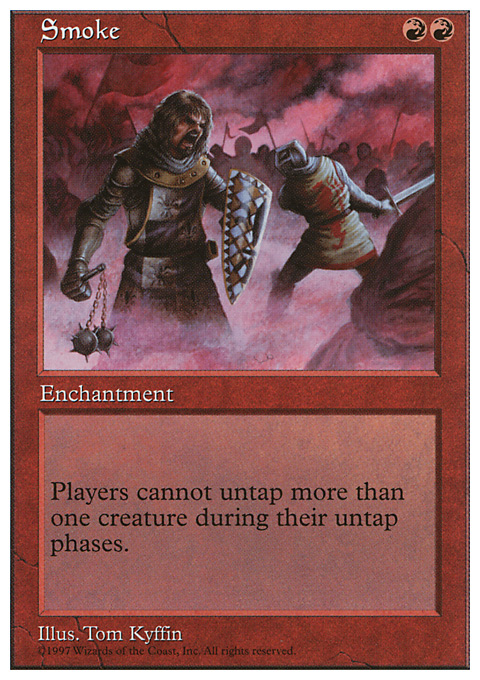 Smoke
Enchantment
Players cannot untap more than
one creature during their untap
phases.
Illus. Tom Kyffin
©1997 Wizards of the Coast, Inc. All rights reserved.